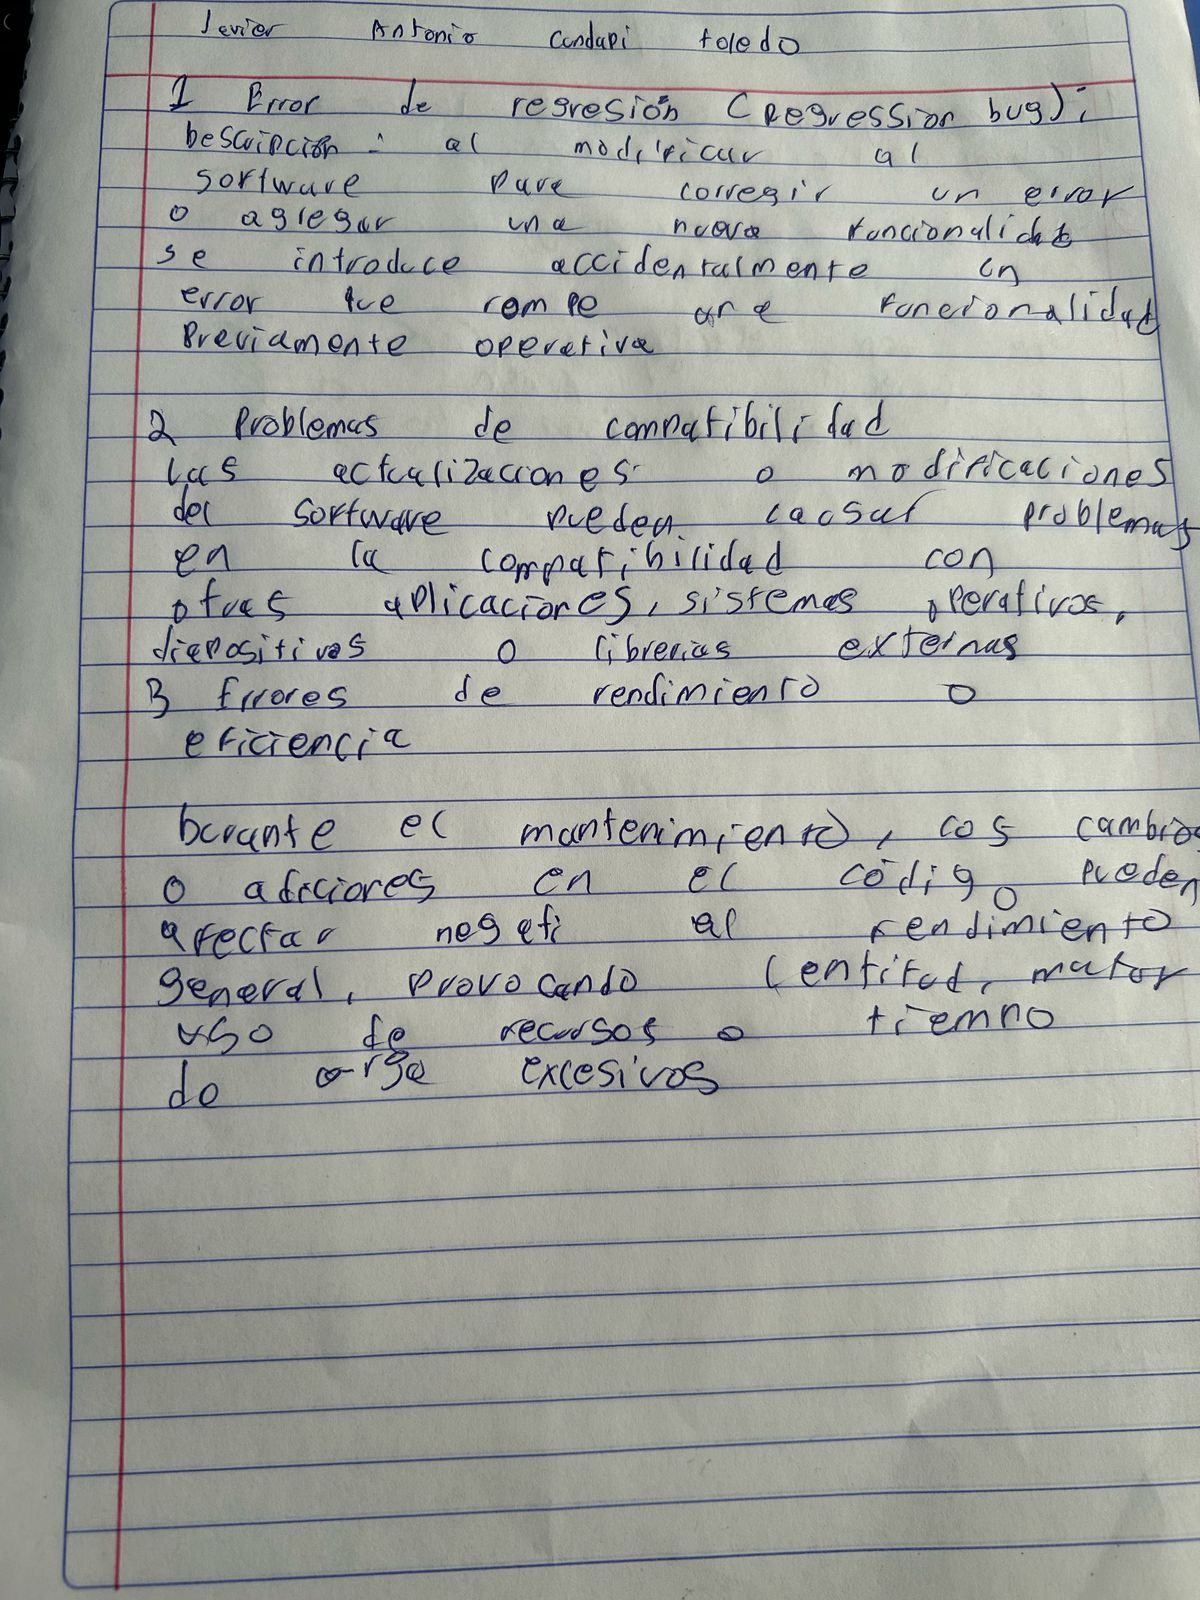 Javier Antonio Cundapi toledo
1 Error de regresión (Regression bug):
Descripción: al modificar al
software para corregir un error
o agregar una nueva funcionalidad
se introduce accidentalmente un
error que rompe una funcionalidad
Previamente operativa
2 Problemas de compatibilidad
Las actualizaciones o modificaciones
del software pueden causar problemas
en la compatibilidad con
otras aplicaciones, sistemas operativos,
dispositivos o librerias externas
3 Errores de rendimiento o
eficiencia
Durante el mantenimiento, los cambios
o adiciones en el código pueden
afectar negati al rendimiento
general, provocando lentitud, mayor
uso de recursos o tiempo
de carga excesivos